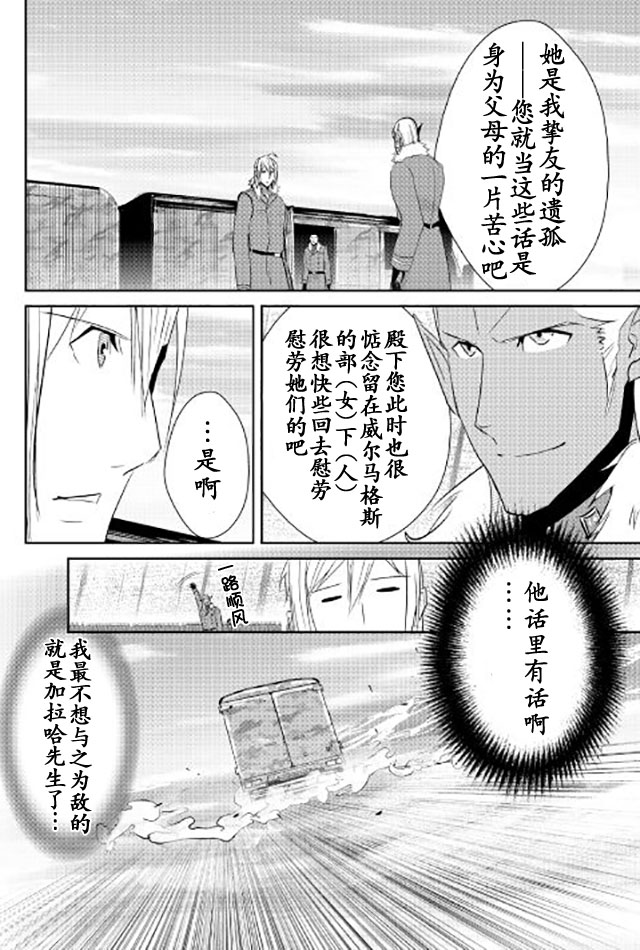 她是我挚友的遗孤
——您就当这些话是
身为父母的一片苦心吧
殿下您此时也很
惦念留在威尔马格斯
的部（女）下（人）
很想快些回去慰劳
慰劳她们的吧
…是啊
他话里有话啊
……
一路顺风
我最不想与之为敌的
就是加拉哈先生了…